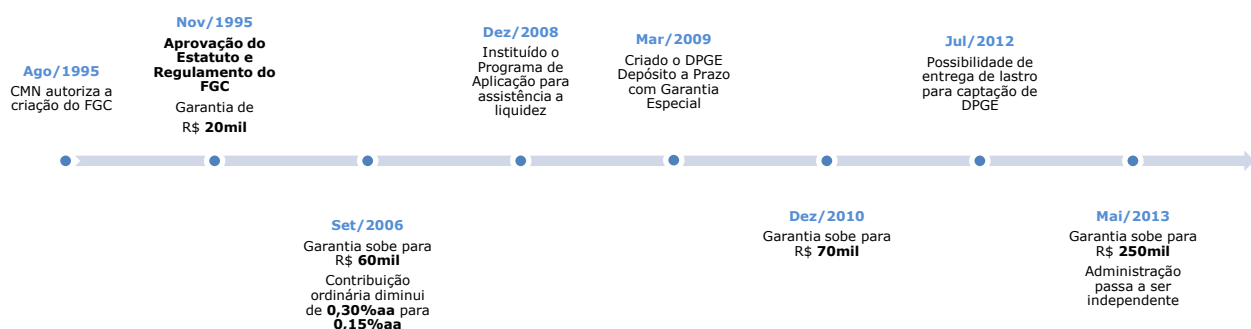 Ago/1995
CMN autoriza a
criação do FGC
Nov/1995
Aprovação do
Estatuto e
Regulamento do
FGC
Garantia de
R$ 20mil
Set/2006
Garantia sobe para
R$ 60mil
Contribuição
ordinária diminui
de 0,30%aa para
0,15%aa
Dez/2008
Instituído o
Programa de
Aplicação para
assistência a
liquidez
Mar/2009
Criado o DPGE
Depósito a Prazo
com Garantia
Especial
Dez/2010
Garantia sobe para
R$ 70mil
Jul/2012
Possibilidade de
entrega de lastro
para captação de
DPGE
Mai/2013
Garantia sobe para
R$ 250mil
Administração
passa a ser
independente